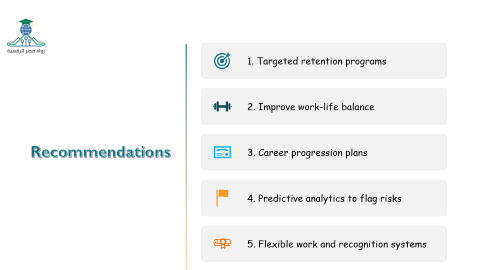 رواد مصر الرقمية
Recommendations
1. Targeted retention programs
2. Improve work-life balance
3. Career progression plans
4. Predictive analytics to flag risks
5. Flexible work and recognition systems